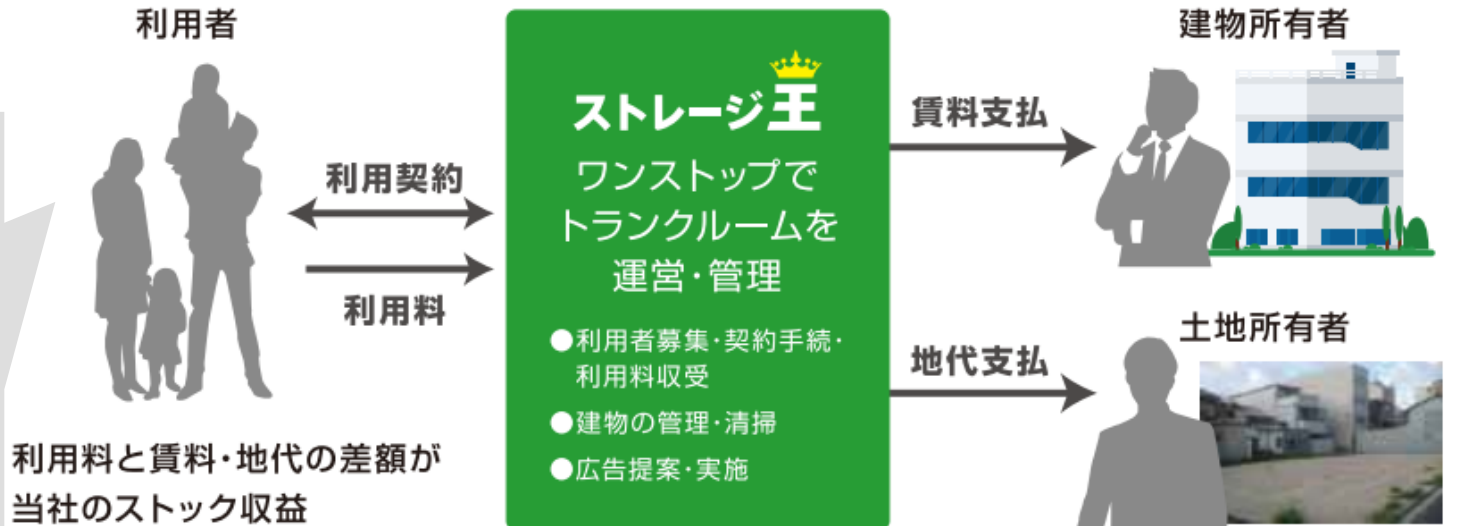 利用者
利用契約
利用料
利用料と賃料・地代の差額が
当社のストック収益
ストレージ王
ワンストップで
トランクルームを
運営・管理
●利用者募集・契約手続・
利用料収受
●建物の管理・清掃
●広告提案・実施
賃料支払
建物所有者
地代支払
土地所有者